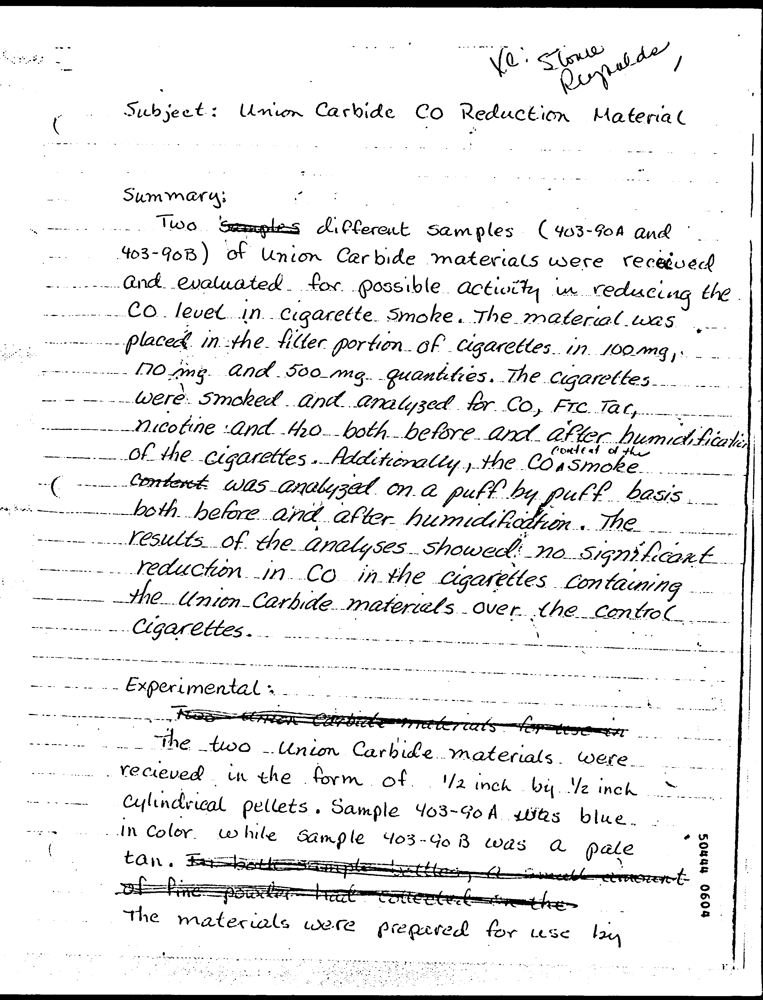 Xc: Stowe
Reynolds,
Subject: Union Carbide CO Reduction Material
Summary:
Two samples different samples (403-90A and
403-90B) of Union Carbide materials were received
and evaluated for possible activity in reducing the
CO level in cigarette smoke. The material was
placed in the filter portion of cigarettes in 100 mg,
170 mg and 500 mg quantities. The cigarettes
were smoked and analyzed for CO, FTC Tar,
nicotine and H2O both before and after humidification
of the cigarettes. Additionally, the CO content of the smoke
content was analyzed on a puff by puff basis
both before and after humidification. The
results of the analyses showed no significant
reduction in CO in the cigarettes containing
the Union Carbide materials over the control
cigarettes.
Experimental:
Two Union Carbide materials for use in
The two Union Carbide materials were
recieved in the form of 1/2 inch by 1/2 inch
cylindrical pellets. Sample 403-90A was blue
in color while sample 403-90B was a pale
tan. In both sample bottles, a small amount
of fine powder had collected in the
The materials were prepared for use by
50444 0604